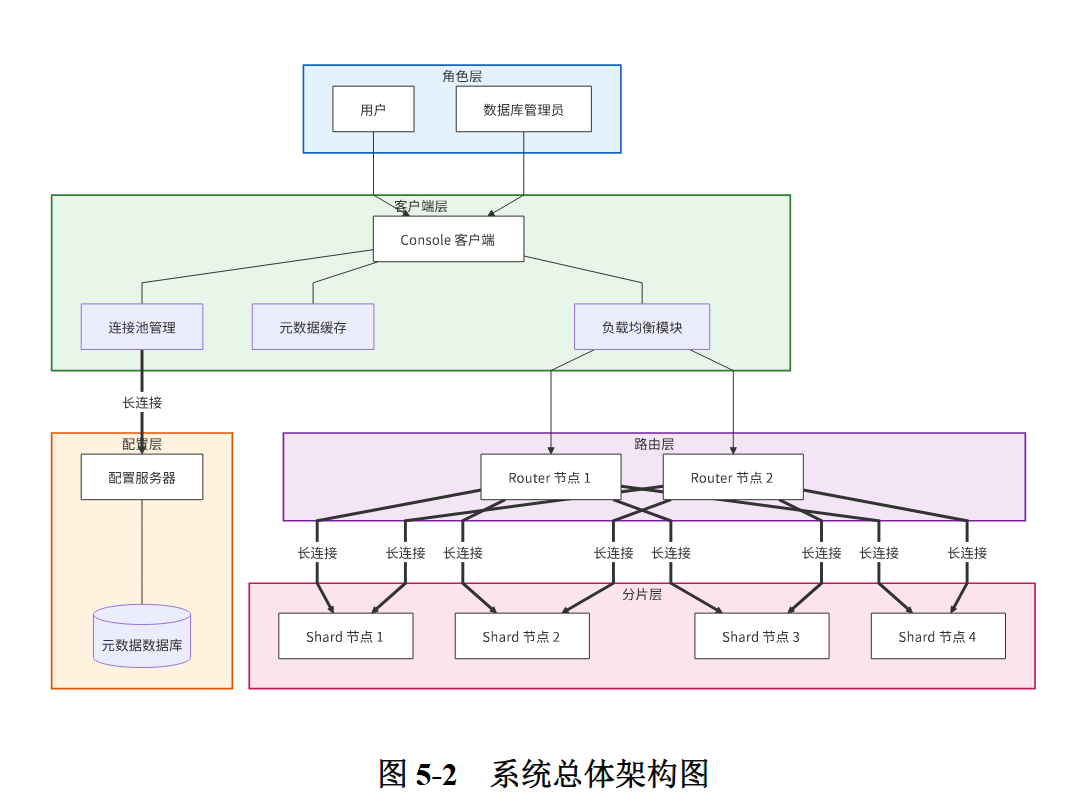 角色层
用户
数据库管理员
客户端层
Console 客户端
连接池管理
元数据缓存
负载均衡模块
长连接
配置层
路由层
配置服务器
Router 节点 1
Router 节点 2
长连接
长连接
长连接
长连接
长连接
长连接
长连接
长连接
分片层
元数据数据库
Shard 节点 1
Shard 节点 2
Shard 节点 3
Shard 节点 4
图 5-2 系统总体架构图